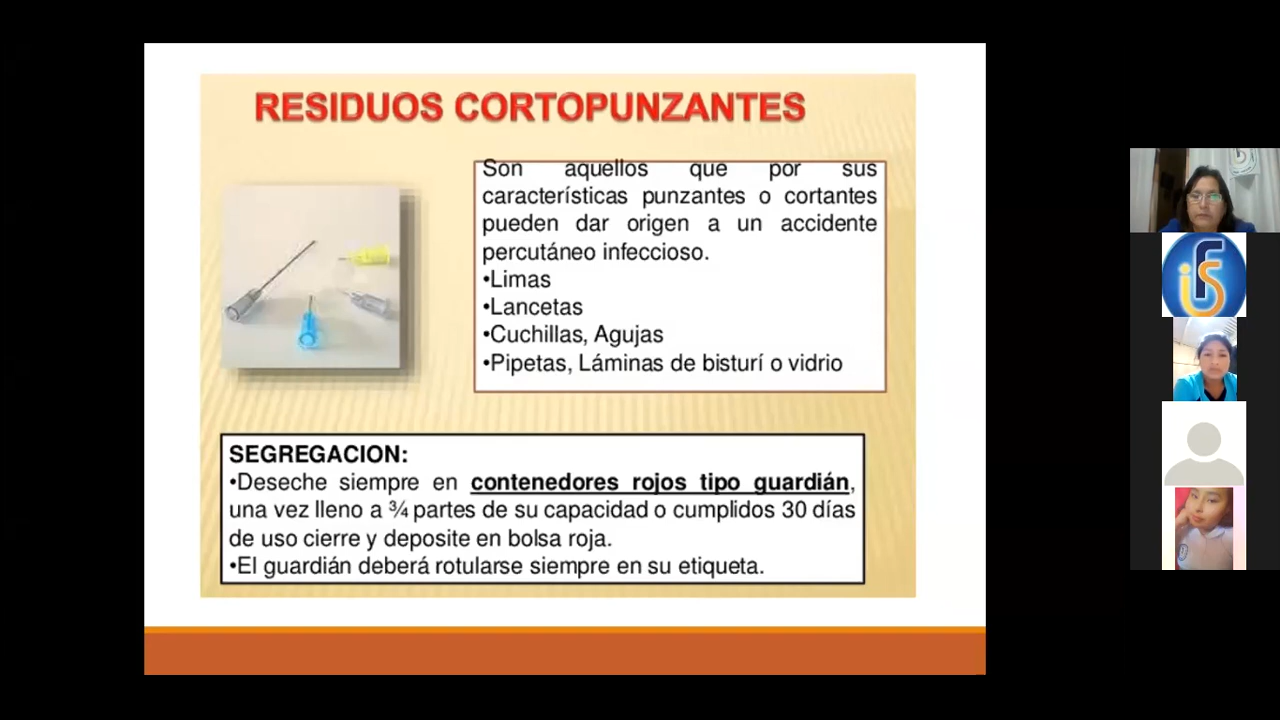 RESIDUOS CORTOPUNZANTES
Son aquellos que por sus
características punzantes o cortantes
pueden dar origen a un accidente
percutáneo infeccioso.
•Limas
•Lancetas
•Cuchillas, Agujas
•Pipetas, Láminas de bisturí o vidrio
SEGREGACION:
•Deseche siempre en contenedores rojos tipo guardián,
una vez lleno a ¾ partes de su capacidad o cumplidos 30 días
de uso cierre y deposite en bolsa roja.
•El guardián deberá rotularse siempre en su etiqueta.